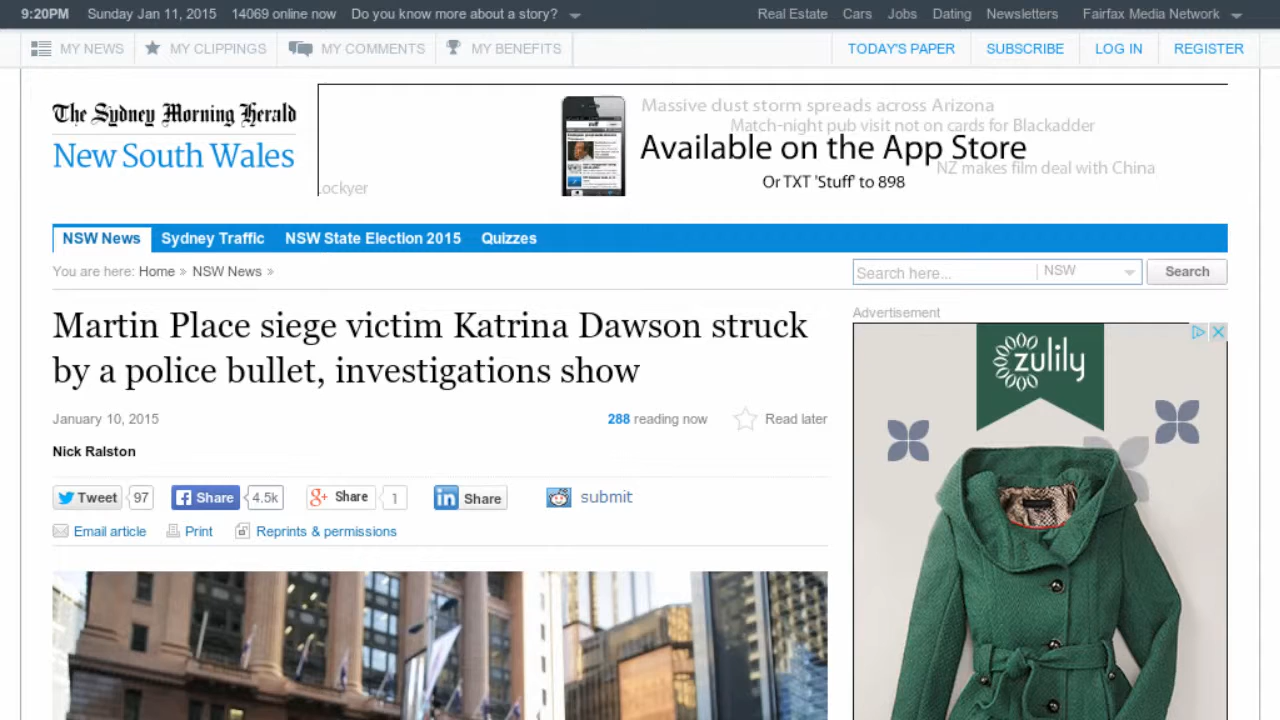 9:20PM Sunday Jan 11, 2015 14069 online now Do you know more about a story? Real Estate Cars Jobs Dating Newsletters Fairfax Media Network
MY NEWS MY CLIPPINGS MY COMMENTS MY BENEFITS TODAY'S PAPER SUBSCRIBE LOG IN REGISTER
The Sydney Morning Herald
New South Wales
Massive dust storm spreads across Arizona
Match-night pub visit not on cards for Blackadder
Available on the App Store
NZ makes film deal with China
Or TXT 'Stuff' to 898
ockyer
NSW News Sydney Traffic NSW State Election 2015 Quizzes
You are here: Home » NSW News »
Search here... NSW Search
Martin Place siege victim Katrina Dawson struck
by a police bullet, investigations show
January 10, 2015 288 reading now Read later
Nick Ralston
Tweet 97 Share 4.5k Share 1 Share submit
Email article Print Reprints & permissions
Advertisement
zulily